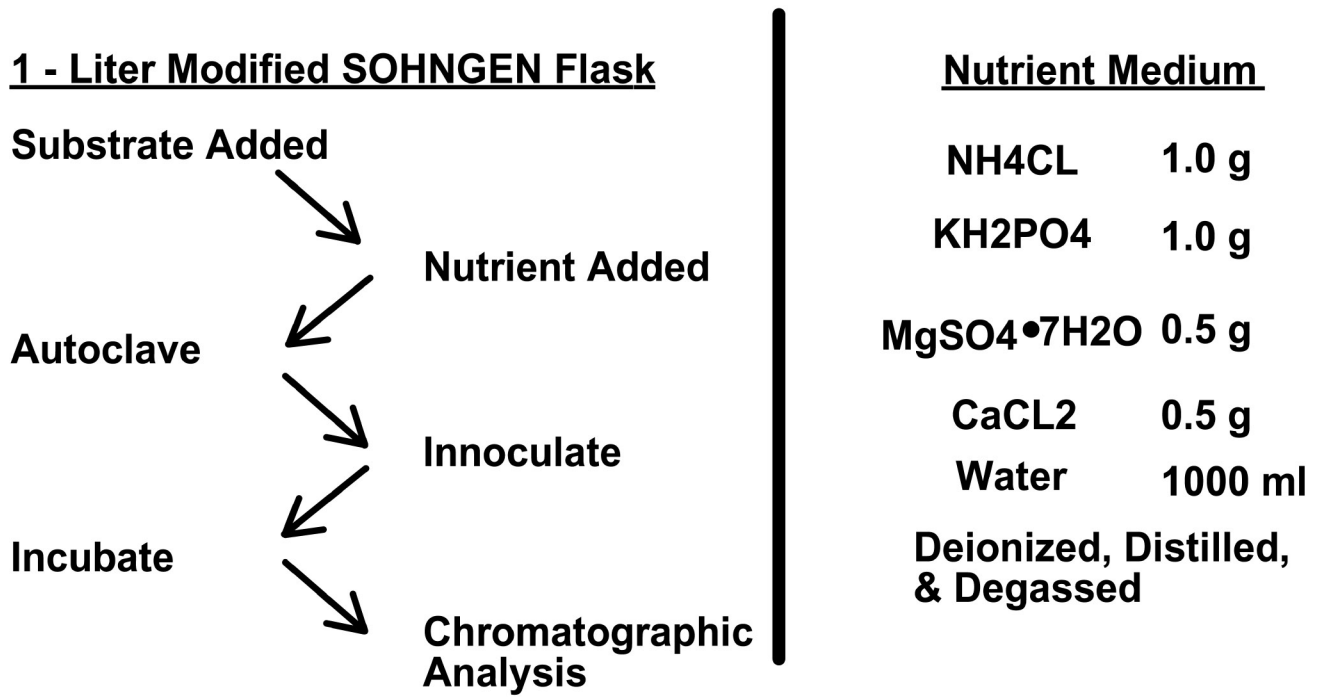 1 - Liter Modified SOHNGEN Flask
Substrate Added
Nutrient Added
Autoclave
Innoculate
Incubate
Chromatographic
Analysis
Nutrient Medium
NH4CL 1.0 g
KH2PO4 1.0 g
MgSO4•7H2O 0.5 g
CaCL2 0.5 g
Water 1000 ml
Deionized, Distilled,
& Degassed